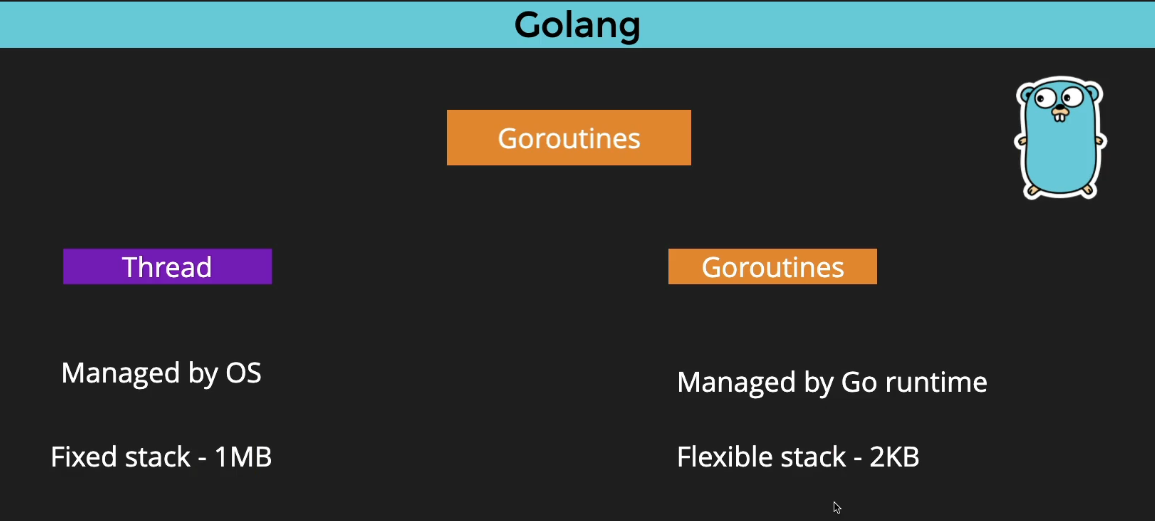 Golang
Goroutines
Thread
Goroutines
Managed by OS
Managed by Go runtime
Fixed stack - 1MB
Flexible stack - 2KB